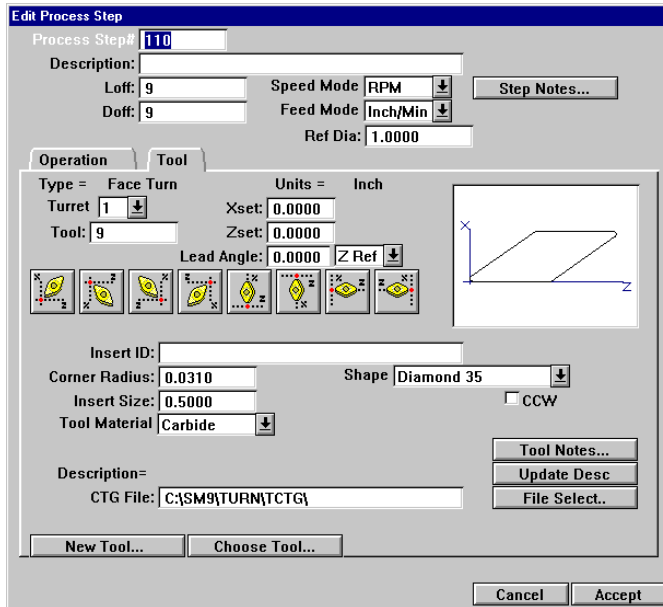 Edit Process Step
Process Step# 110
Description:
Loff: 9 Speed Mode RPM Step Notes...
Doff: 9 Feed Mode Inch/Min
Ref Dia: 1.0000
Operation Tool
Type = Face Turn Units = Inch
Turret 1 Xset: 0.0000
Tool: 9 Zset: 0.0000
Lead Angle: 0.0000 Z Ref
X
Z
x z x z x z x z x z x z x z x z
Insert ID:
Corner Radius: 0.0310 Shape Diamond 35
Insert Size: 0.5000 CCW
Tool Material Carbide
Tool Notes...
Description= Update Desc
CTG File: C:\SM9\TURN\TCTG\ File Select..
New Tool... Choose Tool...
Cancel Accept